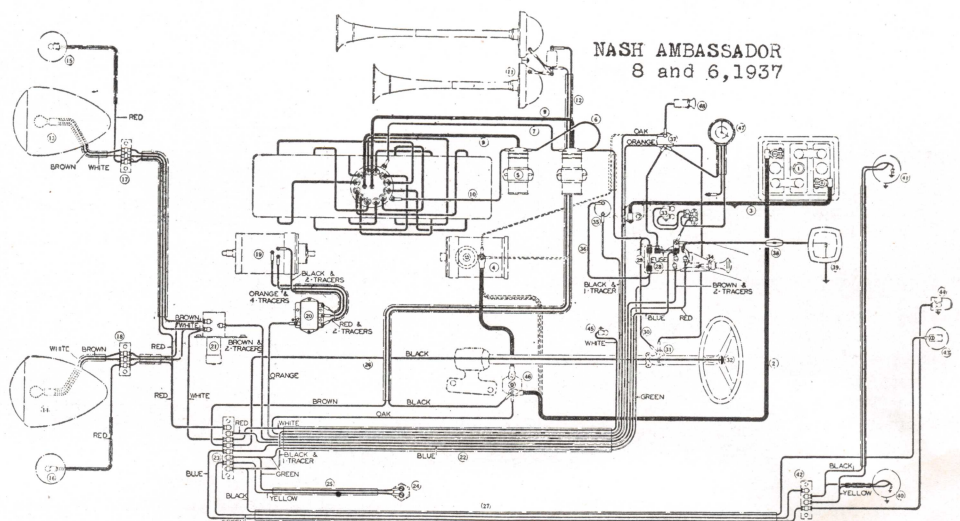 NASH AMBASSADOR
8 and 6, 1937
RED
BROWN
WHITE
OAK
ORANGE
BLACK &
2-TRACERS
ORANGE &
4-TRACERS
RED &
2-TRACERS
BROWN
WHITE
BROWN &
2-TRACERS
BLACK &
1-TRACER
FUSE
BLUE
RED
BROWN &
2-TRACERS
WHITE
BROWN
RED
WHITE
BLACK
WHITE
ORANGE
RED
WHITE
BROWN
BLACK
OAK
GREEN
RED
RED
WHITE
BLUE
BLACK &
1-TRACER
GREEN
BLUE
BLACK
YELLOW
BLACK
YELLOW